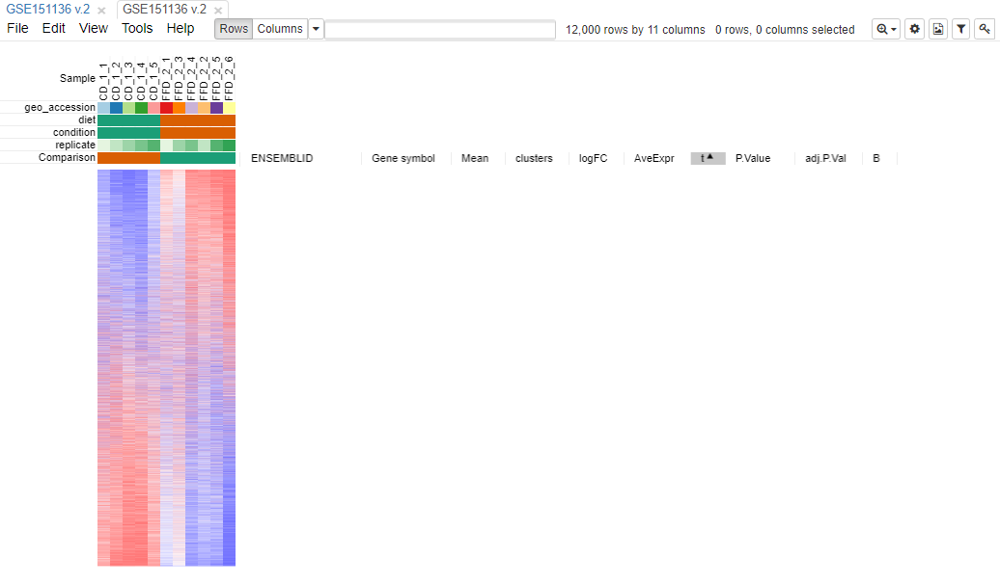 GSE151136 v.2 × GSE151136 v.2 ×
File Edit View Tools Help Rows Columns 12,000 rows by 11 columns 0 rows, 0 columns selected
Sample CD_1_1 CD_1_2 CD_1_3 CD_1_4 CD_1_5 FFD_2_1 FFD_2_3 FFD_2_4 FFD_2_2 FFD_2_5 FFD_2_6
geo_accession
diet
condition
replicate
Comparison ENSEMBLID Gene symbol Mean clusters logFC AveExpr t P.Value adj.P.Val B